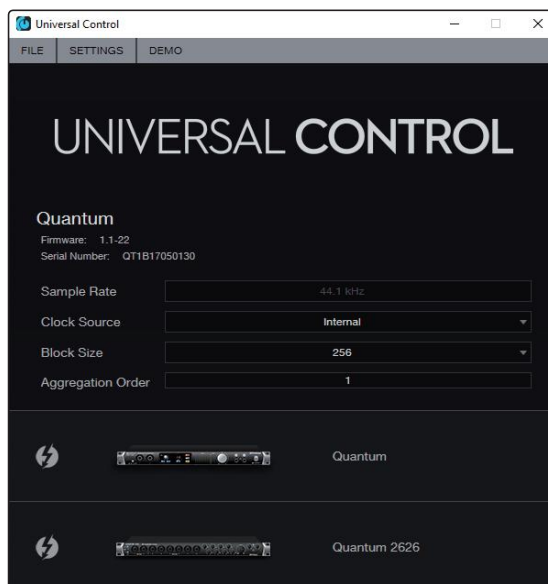 Universal Control
FILE SETTINGS DEMO
UNIVERSAL CONTROL
Quantum
Firmware: 1.1-22
Serial Number: QT1B17050130
Sample Rate 44.1 kHz
Clock Source Internal
Block Size 256
Aggregation Order 1
Quantum
Quantum 2626